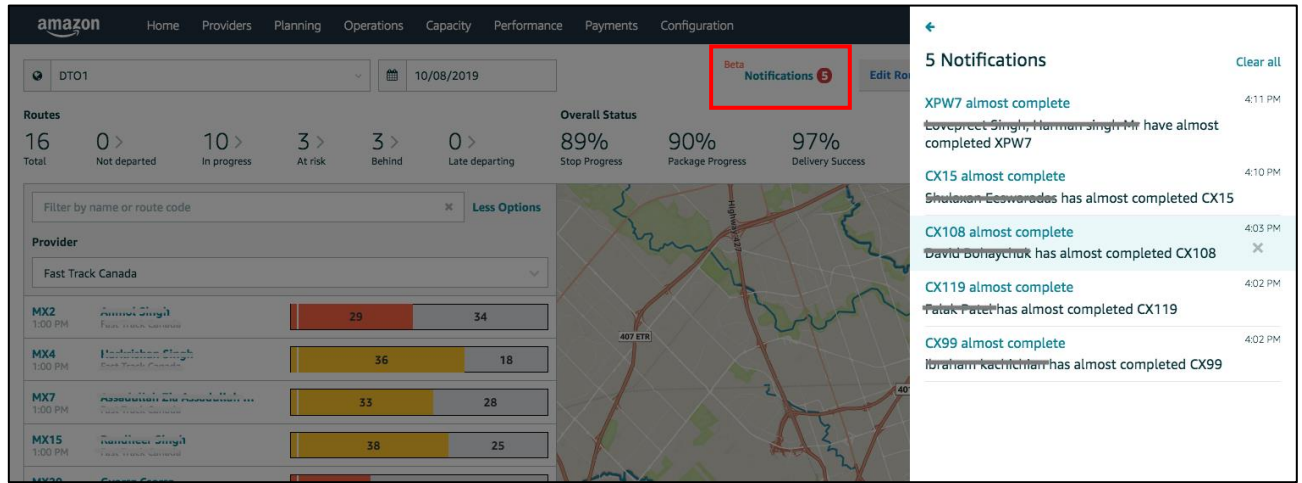 amazon Home Providers Planning Operations Capacity Performance Payments Configuration
DTO1 10/08/2019
Beta
Notifications 5
Edit Ro
Routes
16 0 > 10 > 3 > 3 > 0 >
Total Not departed In progress At risk Behind Late departing
Overall Status
89% 90% 97%
Stop Progress Package Progress Delivery Success
Filter by name or route code × Less Options
Provider
Fast Track Canada
MX2 29 34
1:00 PM
MX4 36 18
1:00 PM
MX7 33 28
1:00 PM
MX15 38 25
1:00 PM
Highway 427
407 ETR
5 Notifications Clear all
XPW7 almost complete 4:11 PM
have almost
completed XPW7
CX15 almost complete 4:10 PM
has almost completed CX15
CX108 almost complete 4:03 PM
has almost completed CX108 ×
CX119 almost complete 4:02 PM
has almost completed CX119
CX99 almost complete 4:02 PM
has almost completed CX99